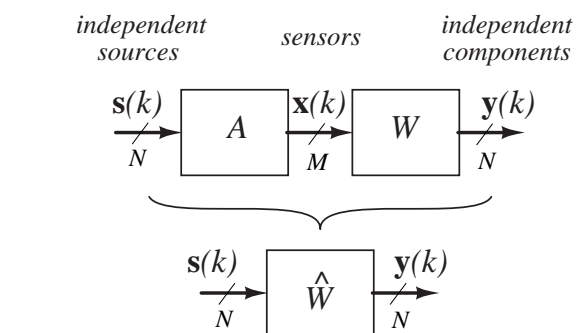 independent sources
sensors
independent components
s(k)
A
x(k)
W
y(k)
N
M
N
s(k)
Ŵ
y(k)
N
N